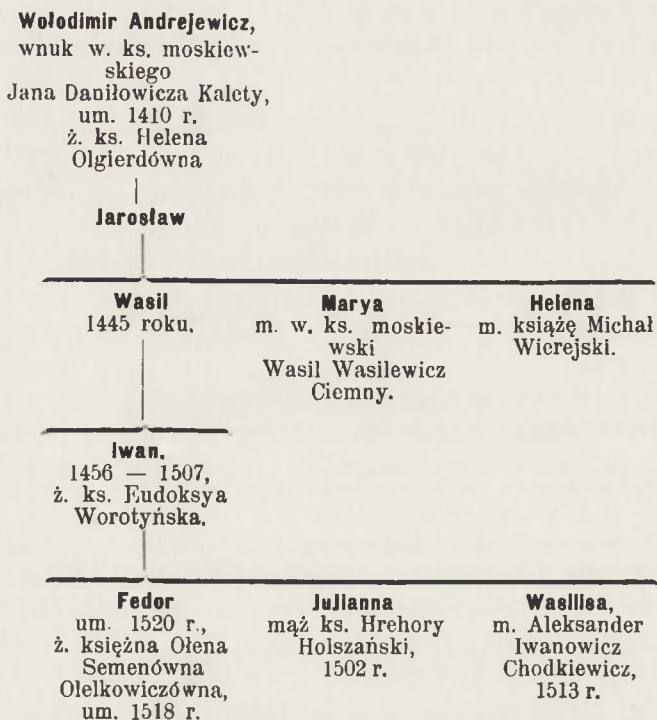 Wołodimir Andrejewicz,
wnuk w. ks. moskiew-
skiego
Jana Daniłowicza Kalety,
um. 1410 r.
ż. ks. Helena
Olgierdówna
Jarosław
Wasil
1445 roku.
Marya
m. w. ks. moskie-
wski
Wasil Wasilewicz
Ciemny.
Helena
m. książę Michał
Wierejski.
Iwan.
1456 — 1507,
ż. ks. Eudoksya
Worotyńska.
Fedor
um. 1520 r.,
ż. księżna Ołena
Semenówna
Olelkowiczówna,
um. 1518 r.
Julianna
mąż ks. Hrehory
Holszański,
1502 r.
Wasilisa,
m. Aleksander
Iwanowicz
Chodkiewicz,
1513 r.